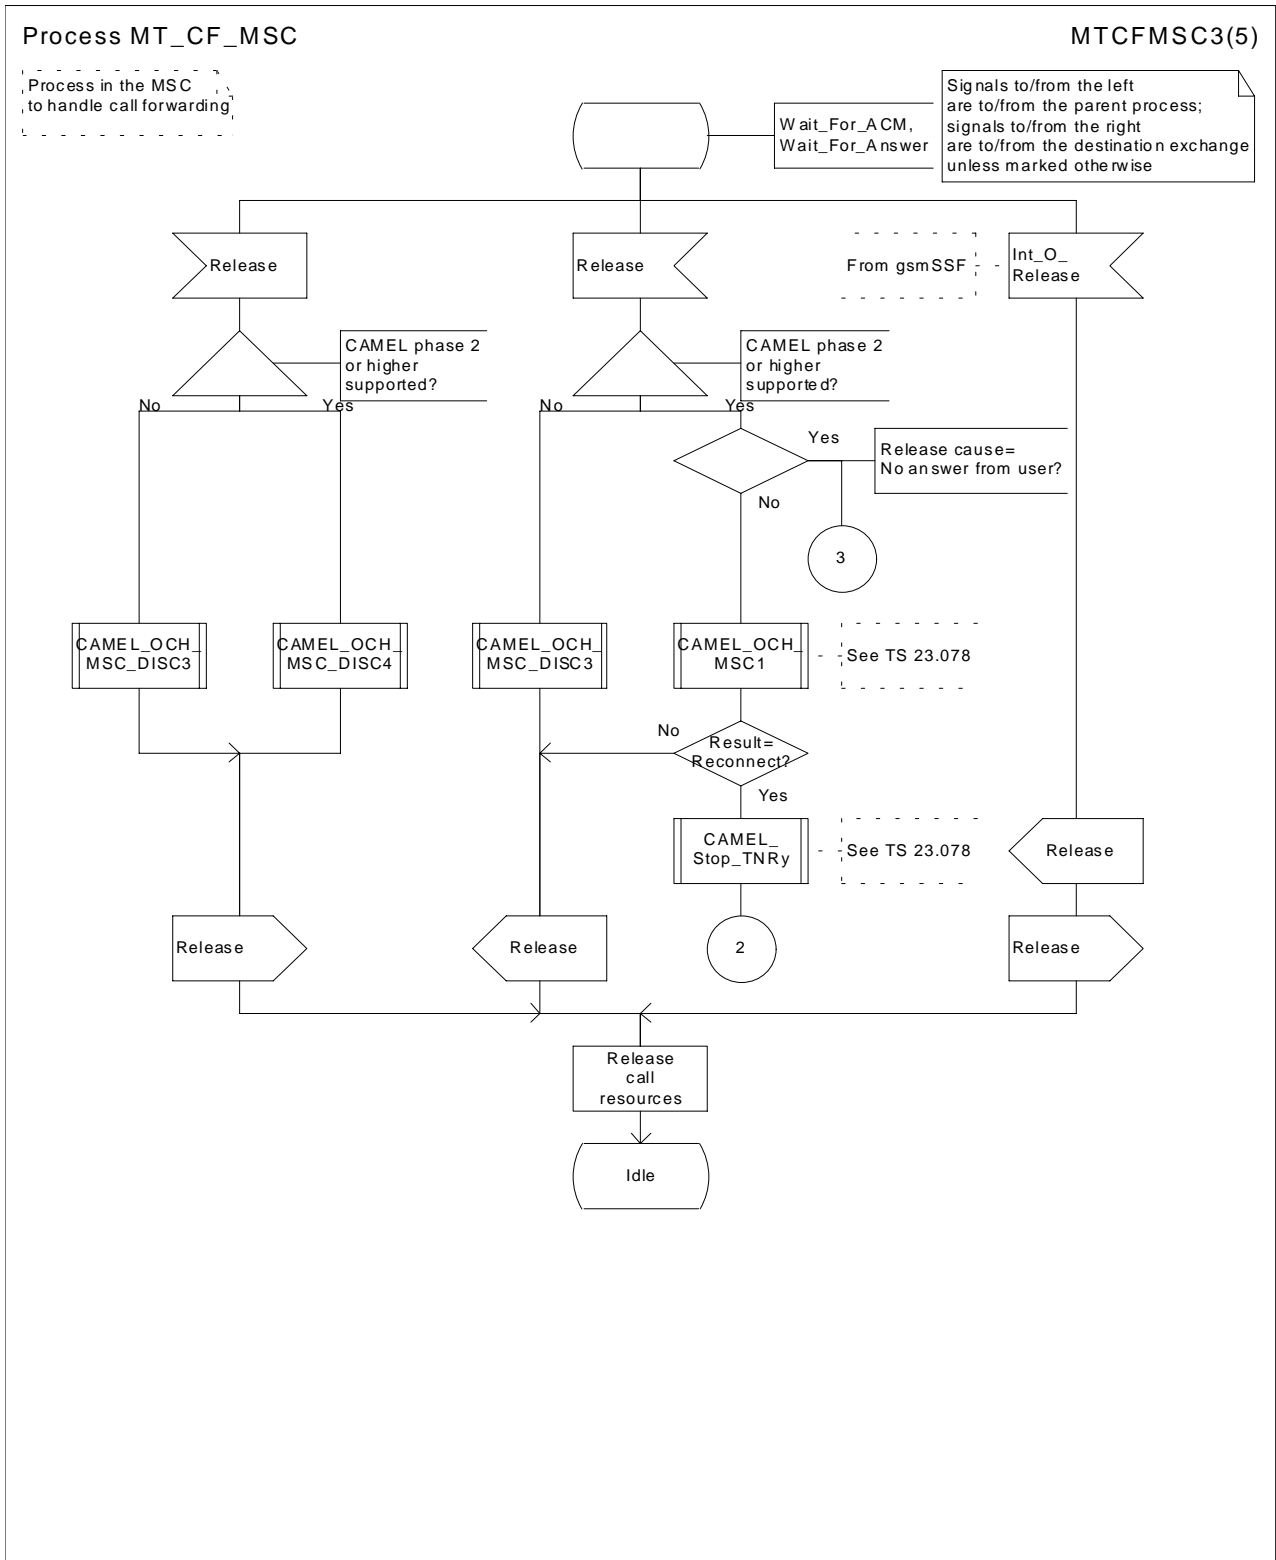 Process MT_CF_MSC
MTCFMSC3(5)
Process in the MSC
to handle call forwarding
Wait_For_ACM,
Wait_For_Answer
Signals to/from the left
are to/from the parent process;
signals to/from the right
are to/from the destination exchange
unless marked otherwise
Release
Release
From gsmSSF
Int_O_
Release
CAMEL phase 2
or higher
supported?
CAMEL phase 2
or higher
supported?
No
Yes
No
Yes
Yes
Release cause=
No answer from user?
No
3
CAMEL_OCH_
MSC_DISC3
CAMEL_OCH_
MSC_DISC4
CAMEL_OCH_
MSC_DISC3
CAMEL_OCH_
MSC1
See TS 23.078
No
Result=
Reconnect?
Yes
CAMEL_
Stop_TNRy
See TS 23.078
Release
Release
Release
2
Release
Release
call
resources
Idle